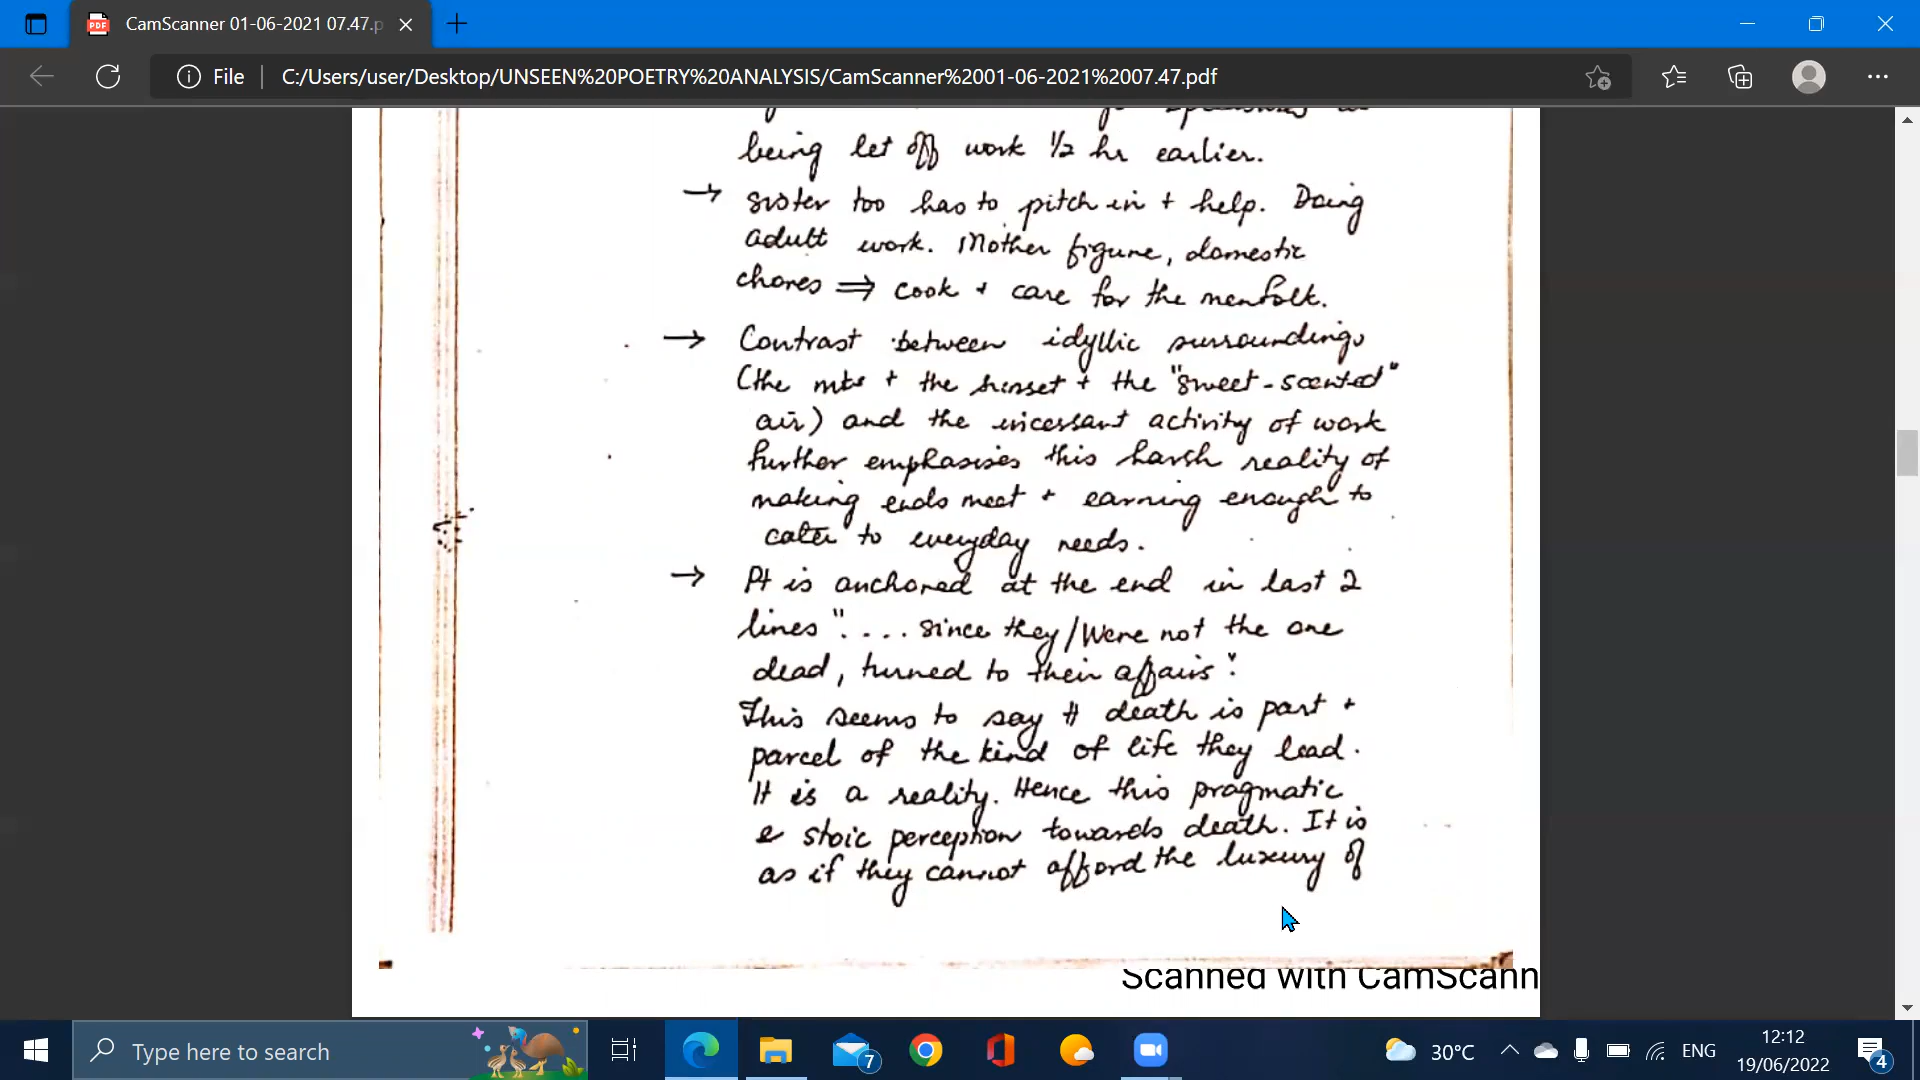 CamScanner 01-06-2021 07.47.p
File
C:/Users/user/Desktop/UNSEEN%20POETRY%20ANALYSIS/CamScanner%2001-06-2021%2007.47.pdf
being let off work 1/2 hr earlier.
→ Sister too has to pitch in + help. Doing
adult work. Mother figure, domestic
chores ⇒ cook + care for the menfolk.
→ Contrast between idyllic surroundings
(the mts + the sunset + the "sweet-scented"
air) and the incessant activity of work
further emphasises this harsh reality of
making ends meet + earning enough to
cater to everyday needs.
→ Pt is anchored at the end in last 2
lines ".... since they/Were not the one
dead, turned to their affairs".
This seems to say tt death is part +
parcel of the kind of life they lead.
It is a reality. Hence this pragmatic
& stoic perception towards death. It is
as if they cannot afford the luxury of
Scanned with CamScann
Type here to search
7
30°C
ENG
12:12
19/06/2022
4